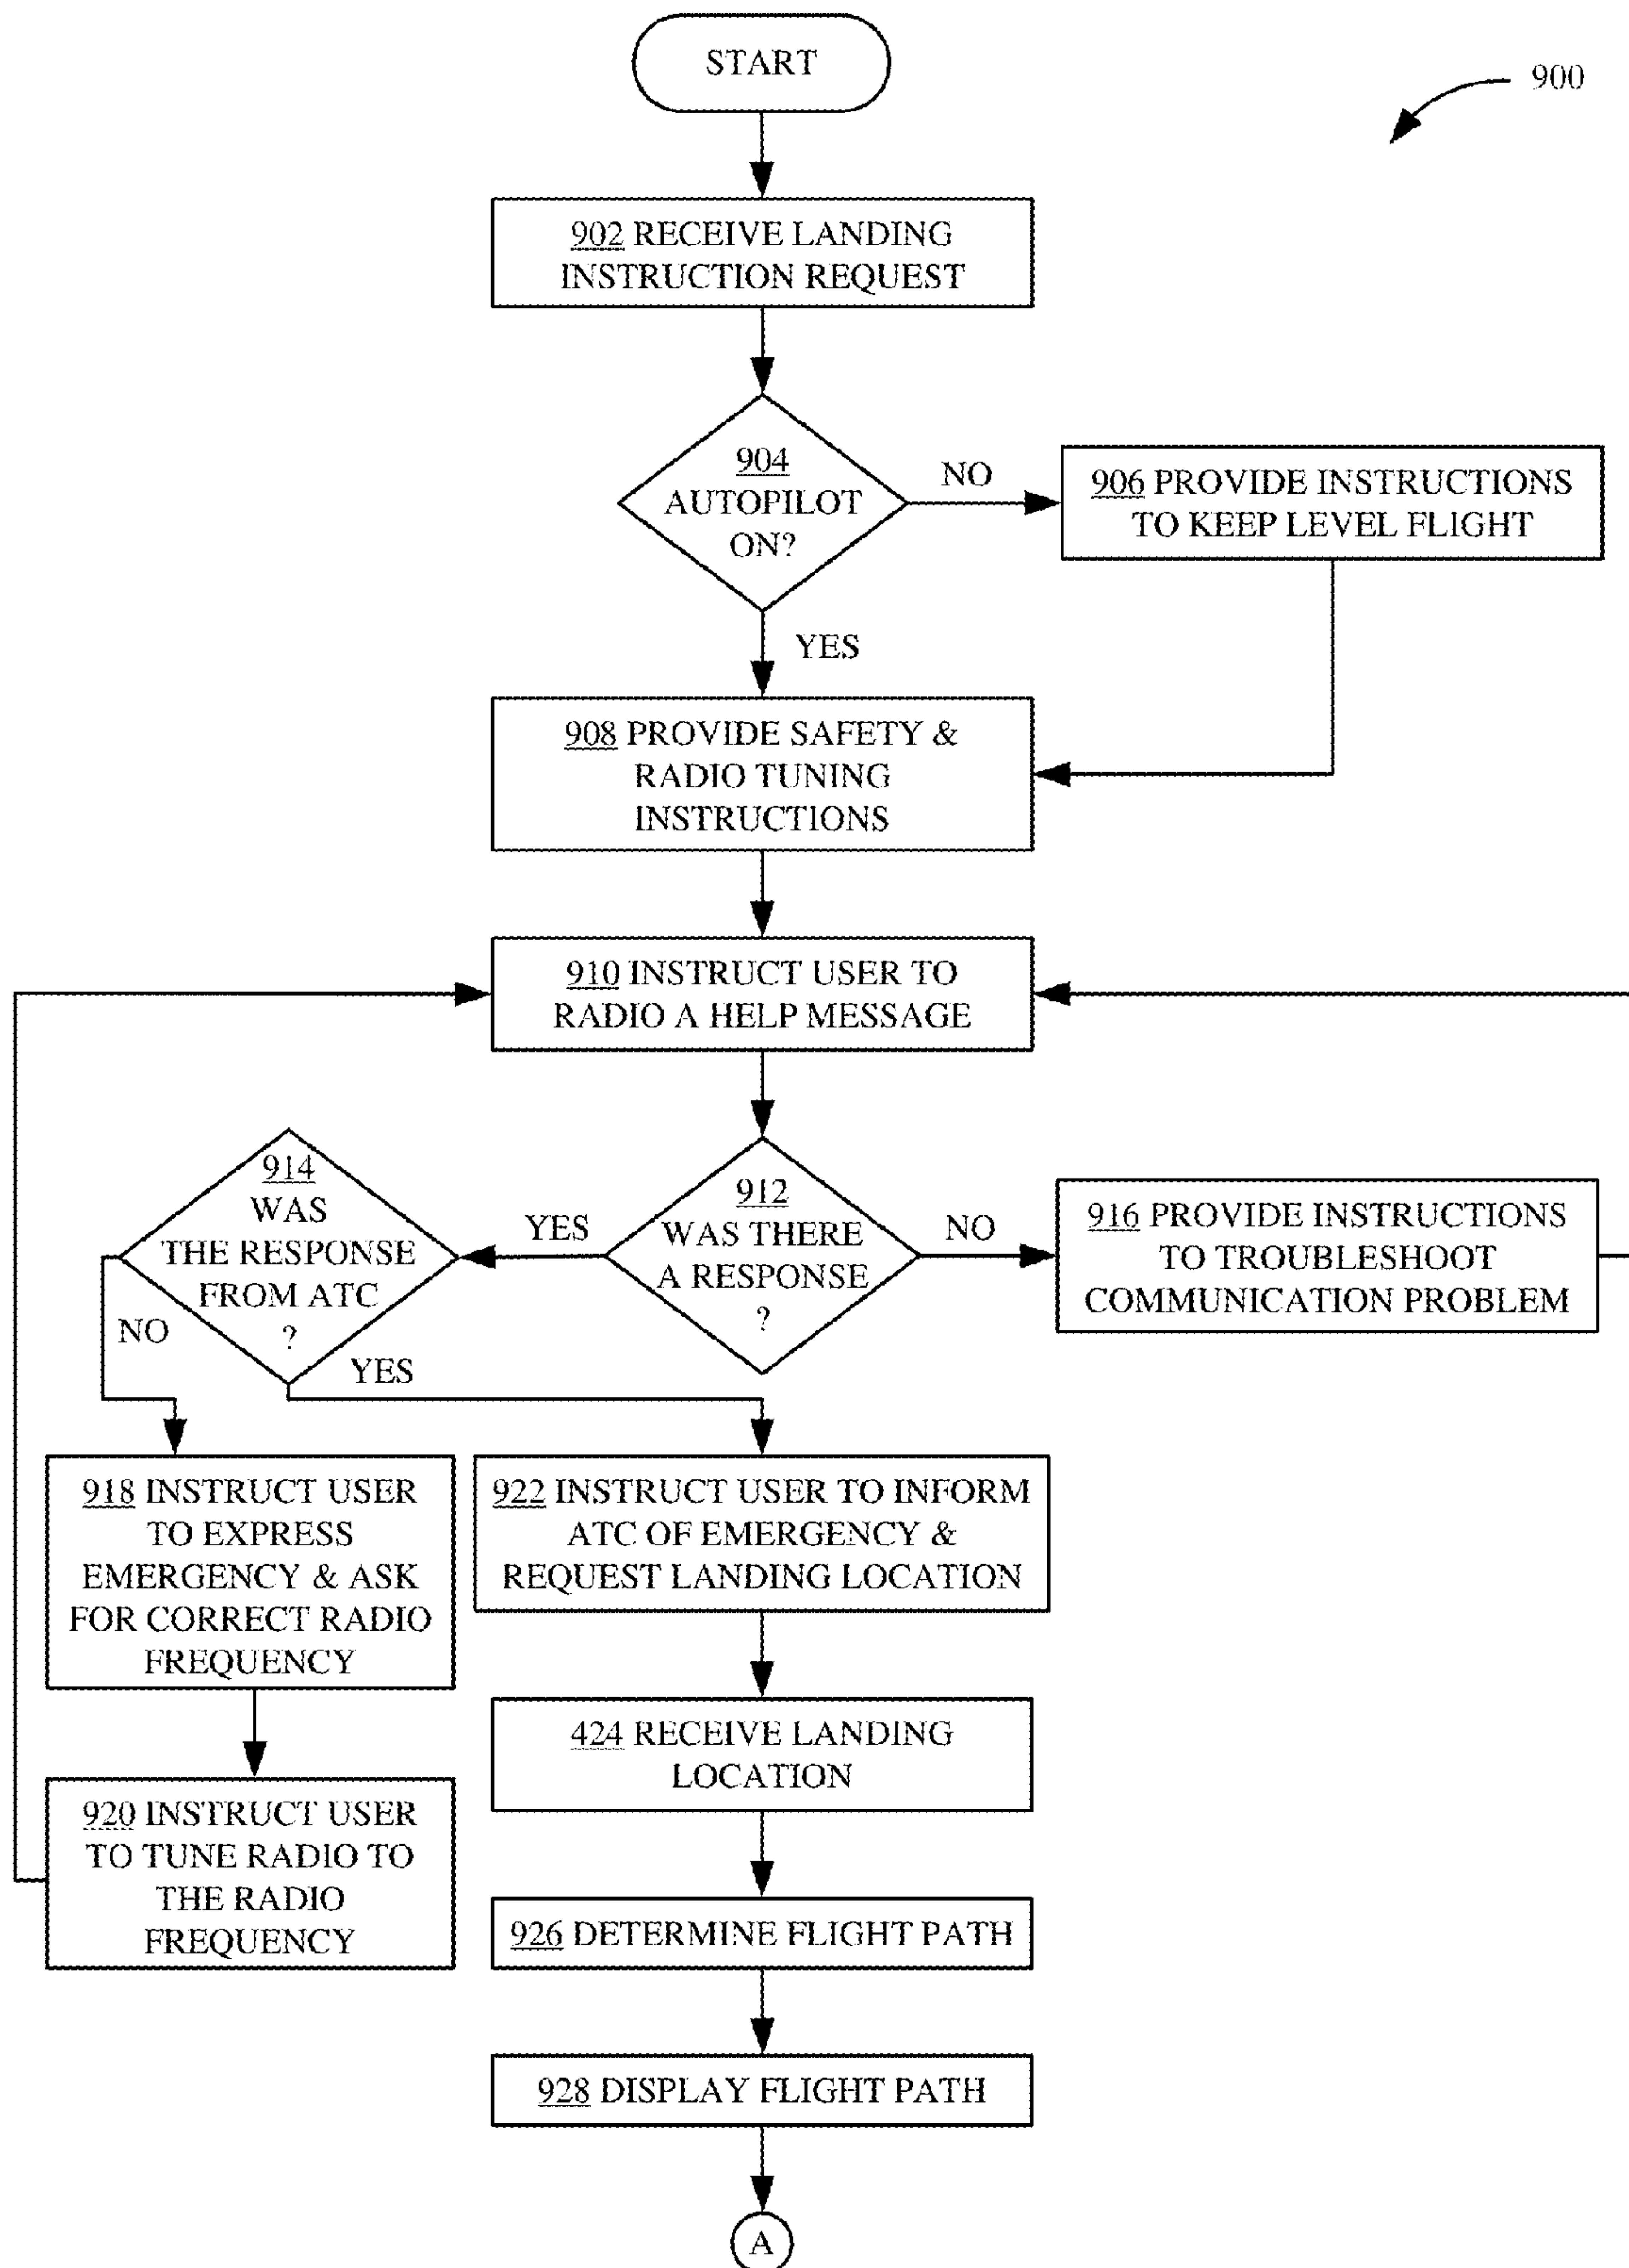 START
900
902 RECEIVE LANDING
INSTRUCTION REQUEST
904
AUTOPILOT
ON?
NO
906 PROVIDE INSTRUCTIONS
TO KEEP LEVEL FLIGHT
YES
908 PROVIDE SAFETY &
RADIO TUNING
INSTRUCTIONS
910 INSTRUCT USER TO
RADIO A HELP MESSAGE
914
WAS
THE RESPONSE
FROM ATC
?
YES
912
WAS THERE
A RESPONSE
?
NO
916 PROVIDE INSTRUCTIONS
TO TROUBLESHOOT
COMMUNICATION PROBLEM
NO
YES
918 INSTRUCT USER
TO EXPRESS
EMERGENCY & ASK
FOR CORRECT RADIO
FREQUENCY
922 INSTRUCT USER TO INFORM
ATC OF EMERGENCY &
REQUEST LANDING LOCATION
424 RECEIVE LANDING
LOCATION
920 INSTRUCT USER
TO TUNE RADIO TO
THE RADIO
FREQUENCY
926 DETERMINE FLIGHT PATH
928 DISPLAY FLIGHT PATH
A